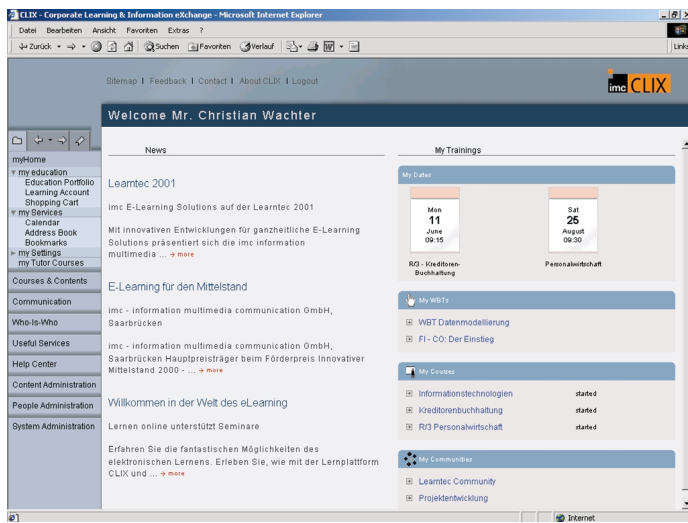 CLIX - Corporate Learning & Information eXchange - Microsoft Internet Explorer
Datei Bearbeiten Ansicht Favoriten Extras ?
Zurück Suchen Favoriten Verlauf Links
Sitemap I Feedback I Contact I About CLIX I Logout
imc CLIX
Welcome Mr. Christian Wachter
myHome
my education
Education Portfolio
Learning Account
Shopping Cart
my Services
Calendar
Address Book
Bookmarks
my Settings
my Tutor Courses
Courses & Contents
Communication
Who-Is-Who
Useful Services
Help Center
Content Administration
People Administration
System Administration
News
Learntec 2001
imc E-Learning Solutions auf der Learntec 2001
Mit innovativen Entwicklungen für ganzheitliche E-Learning
Solutions präsentiert sich die imc information
multimedia ... → more
E-Learning für den Mittelstand
imc - information multimedia communication GmbH,
Saarbrücken
imc - information multimedia communication GmbH,
Saarbrücken Hauptpreisträger beim Förderpreis Innovativer
Mittelstand 2000 - ... → more
Willkommen in der Welt des eLearning
Lernen online unterstützt Seminare
Erfahren Sie die fantastischen Möglichkeiten des
elektronischen Lernens. Erleben Sie, wie mit der Lernplattform
CLIX und ... → more
My Trainings
My Dates
Mon
11
June
09:15
R/3 - Kreditoren-
Buchhaltung
Sat
25
August
09:30
Personalwirtschaft
My WBTs
WBT Datenmodellierung
FI - CO: Der Einstieg
My Courses
Informationstechnologien started
Kreditorenbuchhaltung started
R/3 Personalwirtschaft started
My Communities
Learntec Community
Projektentwicklung
Internet